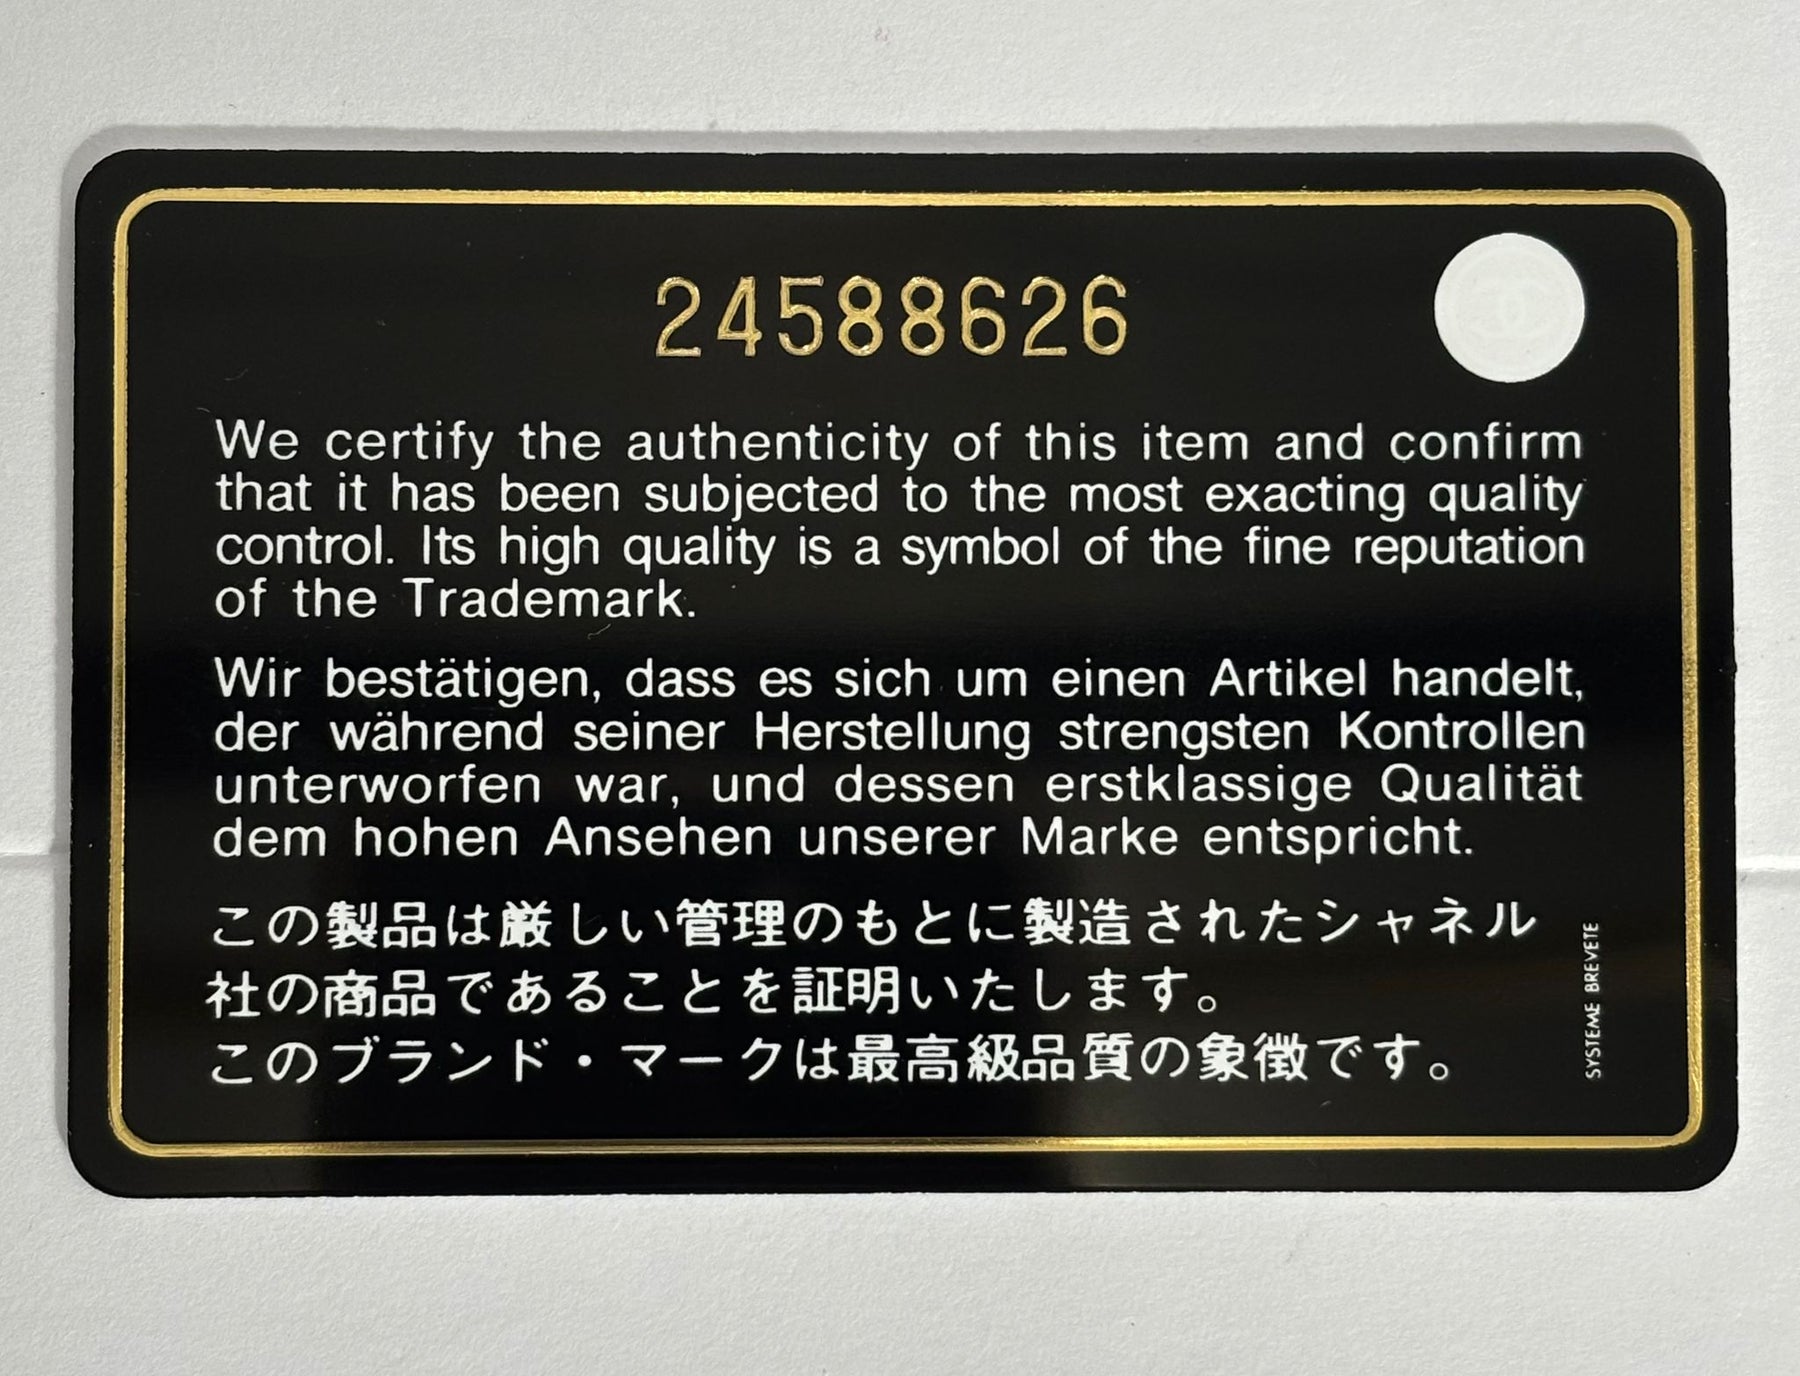 24588626
We certify the authenticity of this item and confirm
that it has been subjected to the most exacting quality
control. Its high quality is a symbol of the fine reputation
of the Trademark.
Wir bestätigen, dass es sich um einen Artikel handelt,
der während seiner Herstellung strengsten Kontrollen
unterworfen war, und dessen erstklassige Qualität
dem hohen Ansehen unserer Marke entspricht.
この製品は厳しい管理のもとに製造されたシャネル
社の商品であることを証明いたします。
このブランド・マークは最高級品質の象徴です。
SYSTEME BREVETE